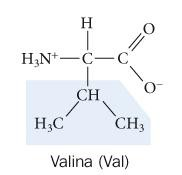 H
O
H₃N⁺—C—C
O⁻
CH
H₃C CH₃
Valina (Val)